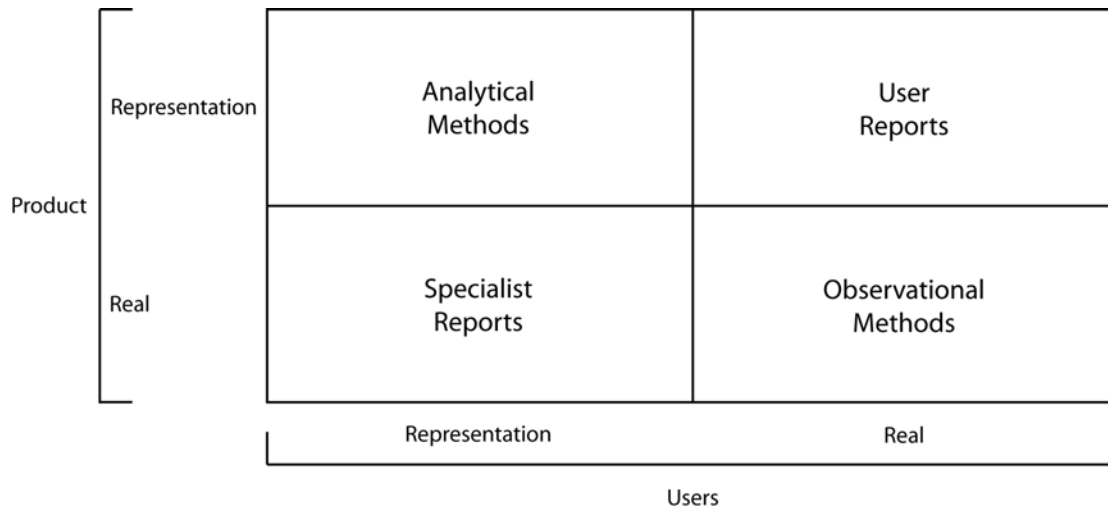 Analytical
Methods
User
Reports
Representation
Product
Real
Specialist
Reports
Observational
Methods
Representation
Real
Users